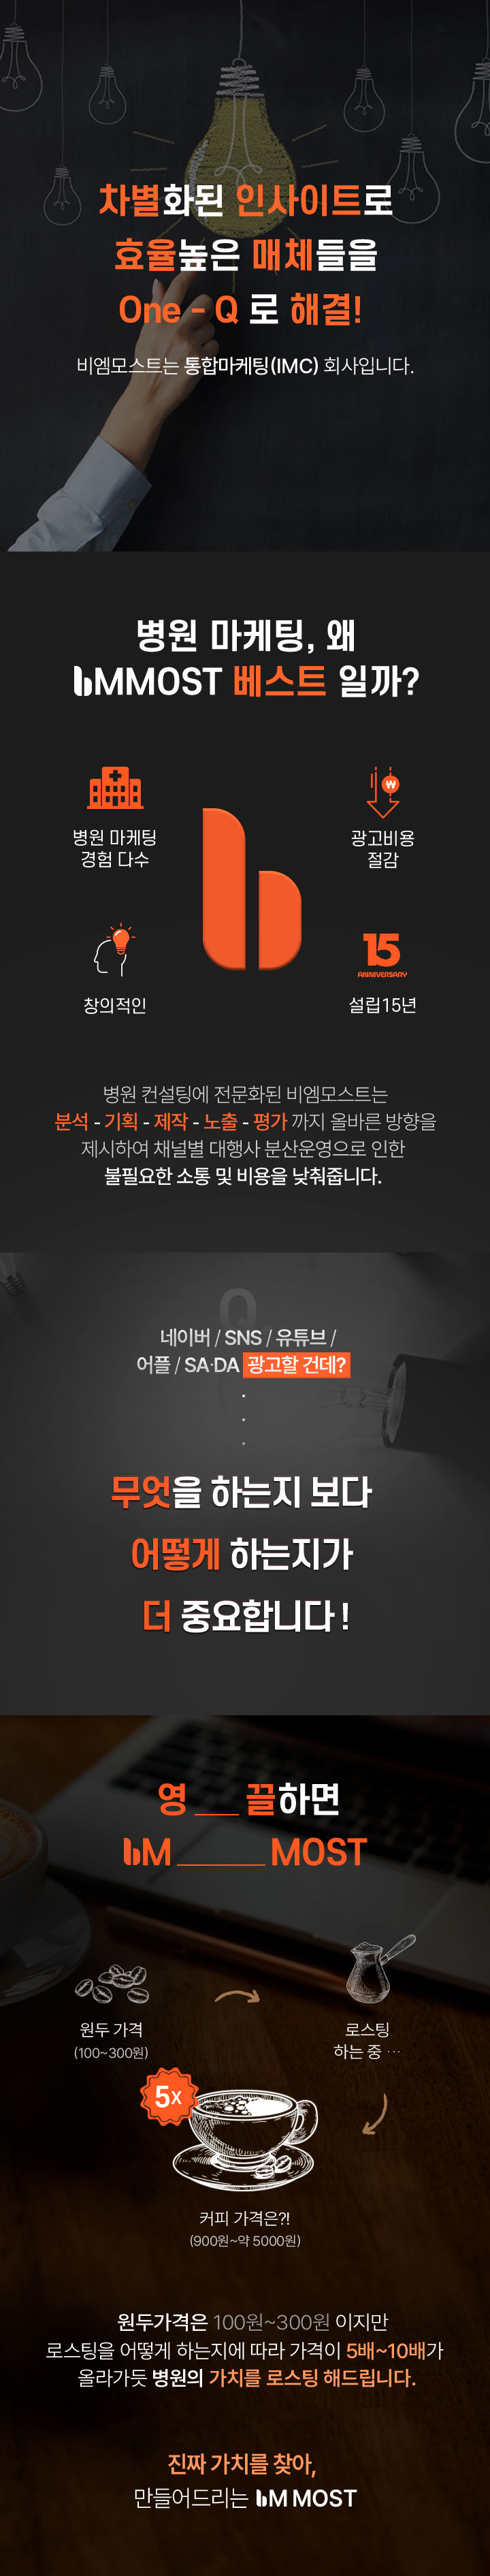 차별화된 인사이트로
효율높은 매체들을
One - Q 로 해결!
비엠모스트는 통합마케팅(IMC) 회사입니다.
병원 마케팅, 왜
bMMOST 베스트 일까?
병원 마케팅
경험 다수
광고비용
절감
₩
창의적인
15
ANNIVERSARY
설립15년
병원 컨설팅에 전문화된 비엠모스트는
분석 - 기획 - 제작 - 노출 - 평가 까지 올바른 방향을
제시하여 채널별 대행사 분산운영으로 인한
불필요한 소통 및 비용을 낮춰줍니다.
Q
네이버 / SNS / 유튜브 /
어플 / SA·DA 광고할 건데?
무엇을 하는지 보다
어떻게 하는지가
더 중요합니다 !
영 ___ 끌하면
bM ______ MOST
원두 가격
(100~300원)
로스팅
하는 중 ···
5X
커피 가격은?!
(900원~약 5000원)
원두가격은 100원~300원 이지만
로스팅을 어떻게 하는지에 따라 가격이 5배~10배가
올라가듯 병원의 가치를 로스팅 해드립니다.
진짜 가치를 찾아,
만들어드리는 bM MOST